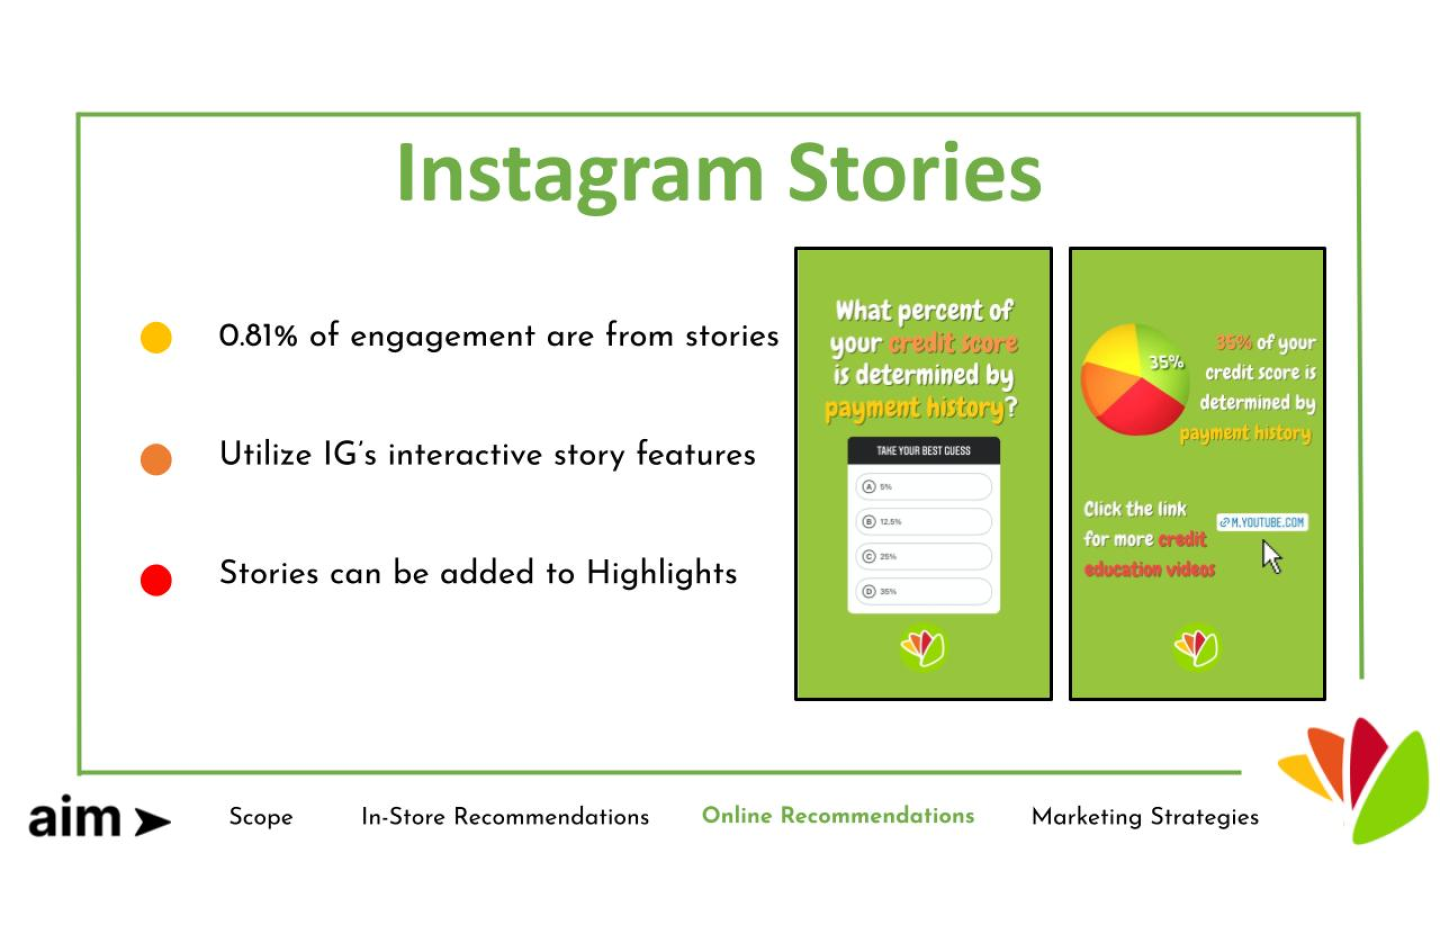 Instagram Stories
0.81% of engagement are from stories
Utilize IG's interactive story features
Stories can be added to Highlights
What percent of
your credit score
is determined by
payment history?
TAKE YOUR BEST GUESS
A 5%
B 12.5%
C 25%
D 35%
35%
35% of your
credit score is
determined by
payment history
Click the link
for more credit
education videos
M.YOUTUBE.COM
aim
Scope
In-Store Recommendations
Online Recommendations
Marketing Strategies